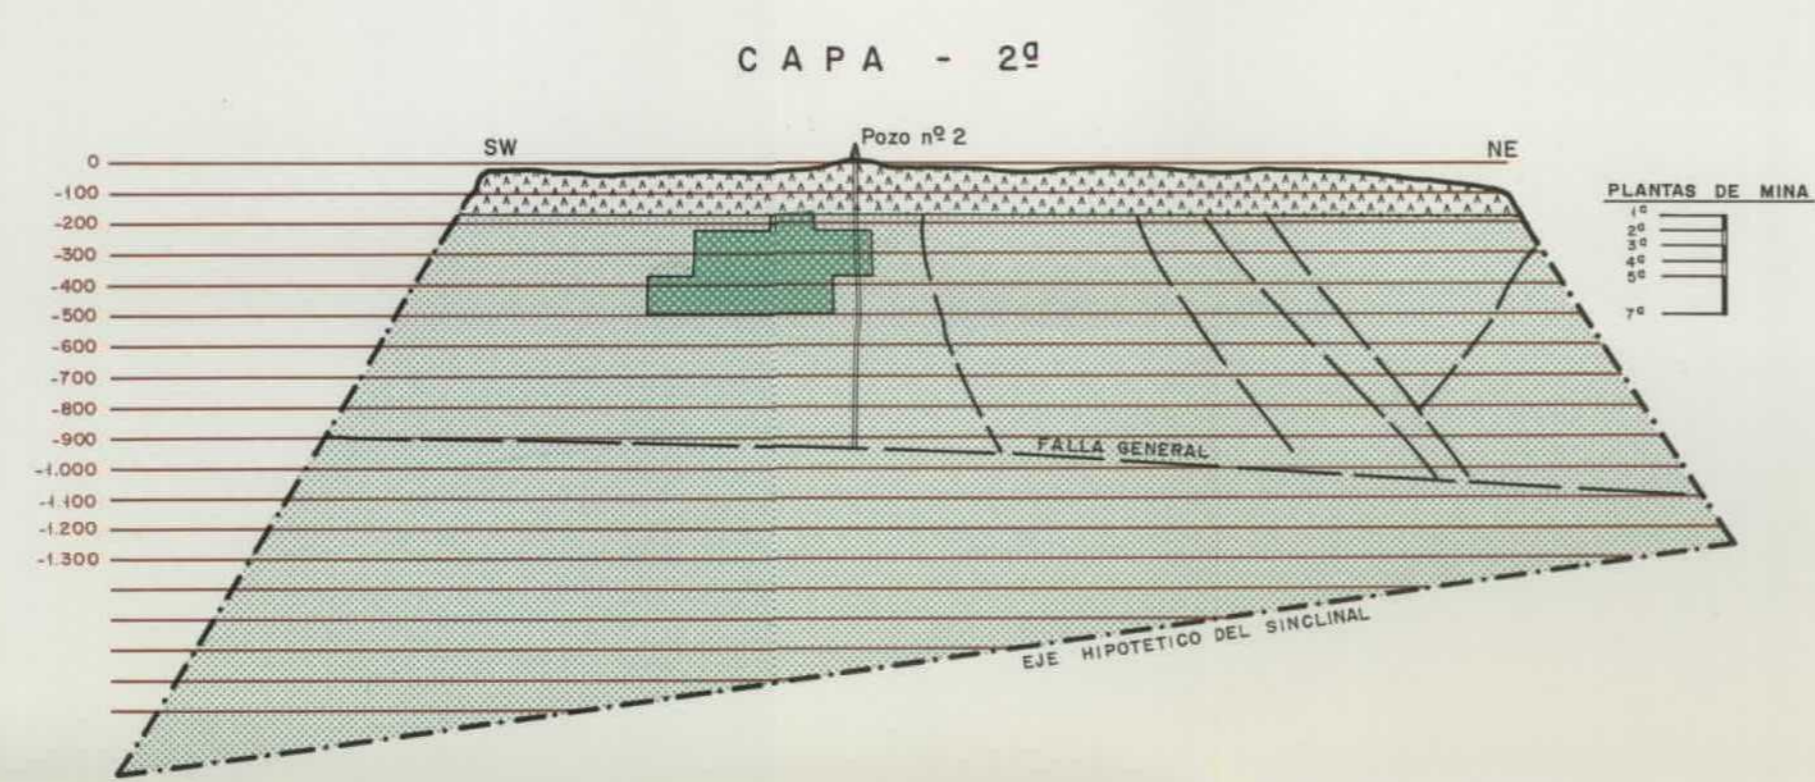 CAPA - 2ª
SW
Pozo nº 2
NE
0
-100
-200
-300
-400
-500
-600
-700
-800
-900
-1.000
-1.100
-1.200
-1.300
PLANTAS DE MINA
1ª
2ª
3ª
4ª
5ª
7ª
FALLA GENERAL
EJE HIPOTETICO DEL SINCLINAL